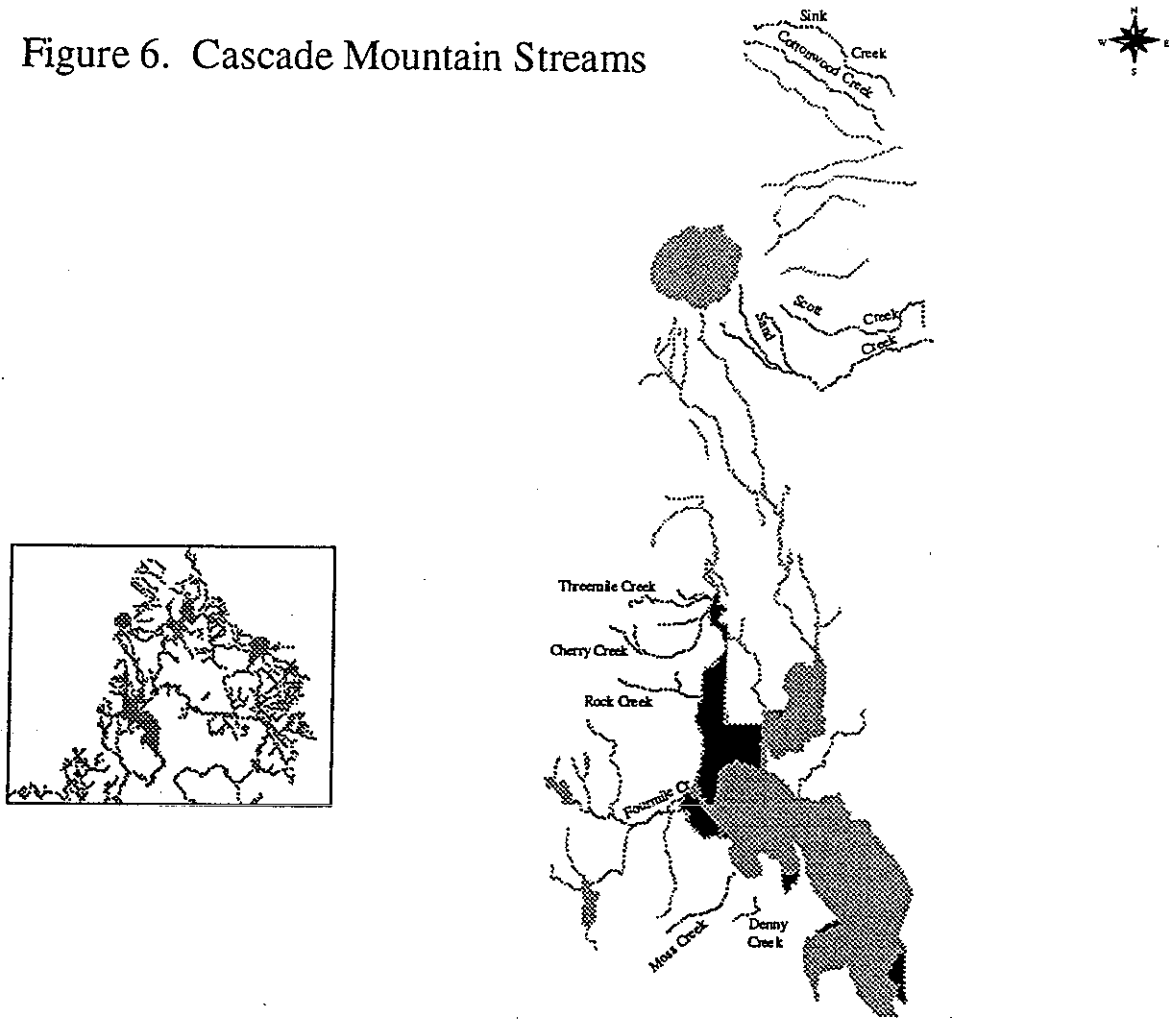 Figure 6. Cascade Mountain Streams
N
W E
S
Sink
Creek
Cottonwood Creek
Scott
Creek
Sand
Creek
Threemile Creek
Cherry Creek
Rock Creek
Fourmile Cr
Moss Creek
Denny
Creek